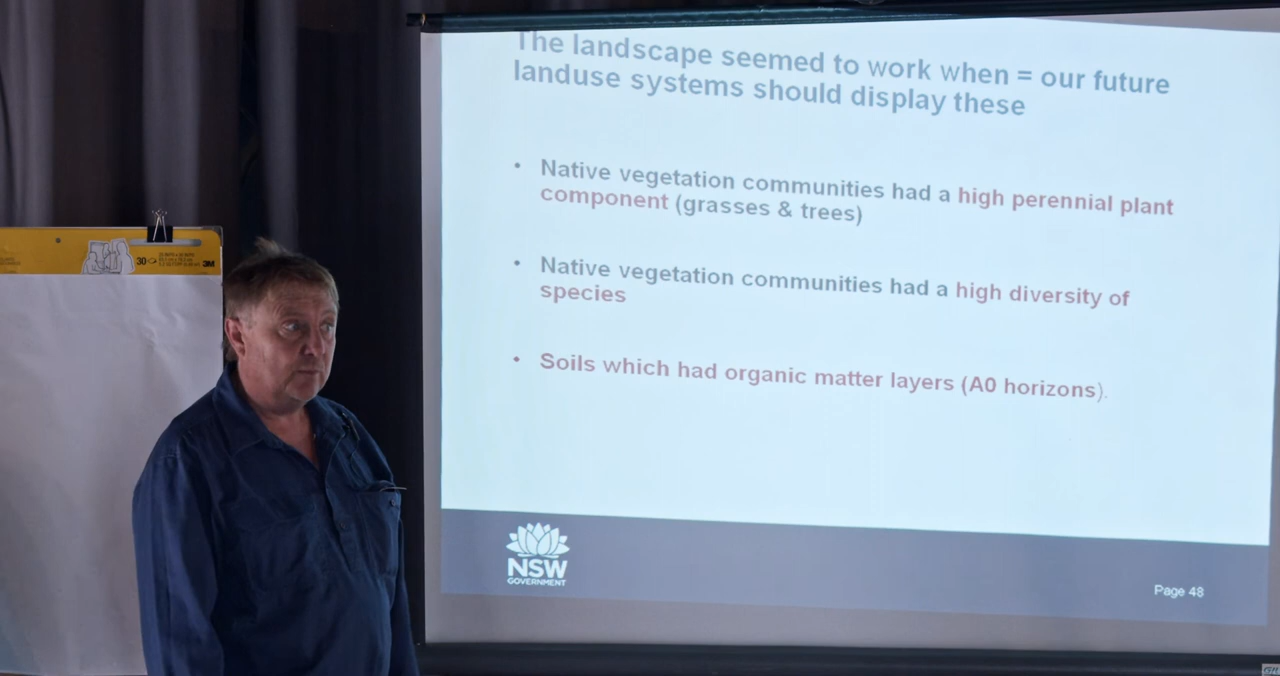 The landscape seemed to work when = our future
landuse systems should display these
• Native vegetation communities had a high perennial plant
component (grasses & trees)
• Native vegetation communities had a high diversity of
species
• Soils which had organic matter layers (A0 horizons).
NSW
GOVERNMENT
Page 48
30
3M